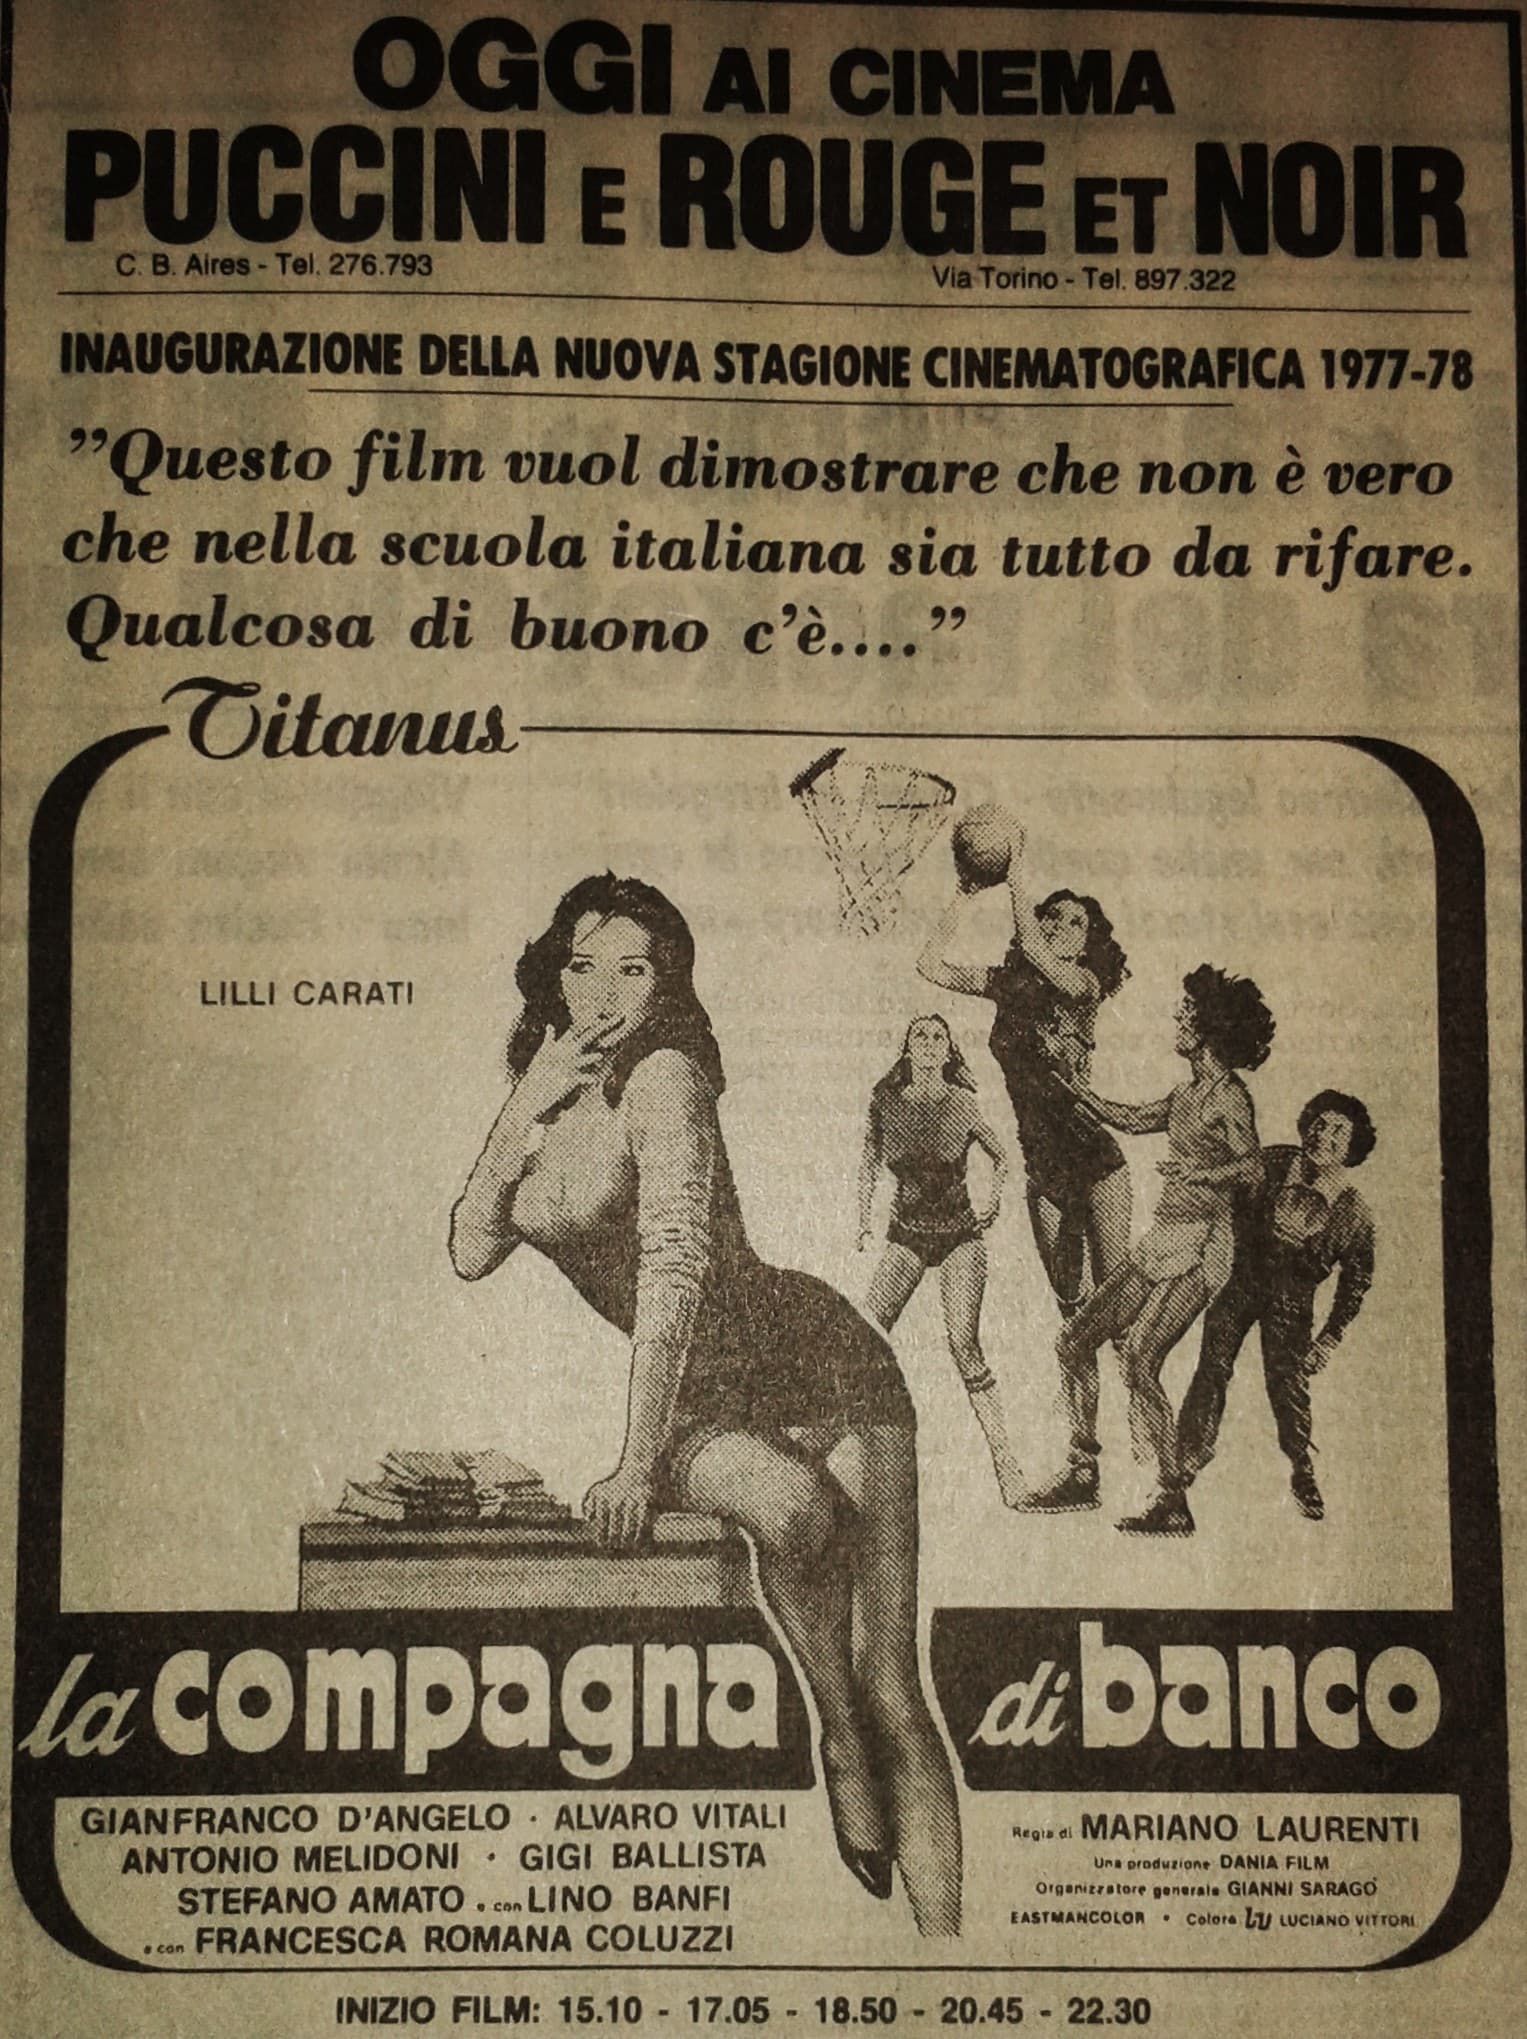 OGGI AI CINEMA
PUCCINI E ROUGE ET NOIR
C. B. Aires - Tel. 276.793
Via Torino - Tel. 897.322
INAUGURAZIONE DELLA NUOVA STAGIONE CINEMATOGRAFICA 1977-78
”Questo film vuol dimostrare che non è vero
che nella scuola italiana sia tutto da rifare.
Qualcosa di buono c’è....”
Titanus
LILLI CARATI
la compagna di banco
GIANFRANCO D'ANGELO · ALVARO VITALI
ANTONIO MELIDONI · GIGI BALLISTA
STEFANO AMATO e con LINO BANFI
e con FRANCESCA ROMANA COLUZZI
Regia di MARIANO LAURENTI
Una produzione DANIA FILM
Organizzatore generale GIANNI SARAGÒ
EASTMANCOLOR · Colore LV LUCIANO VITTORI
INIZIO FILM: 15.10 - 17.05 - 18.50 - 20.45 - 22.30